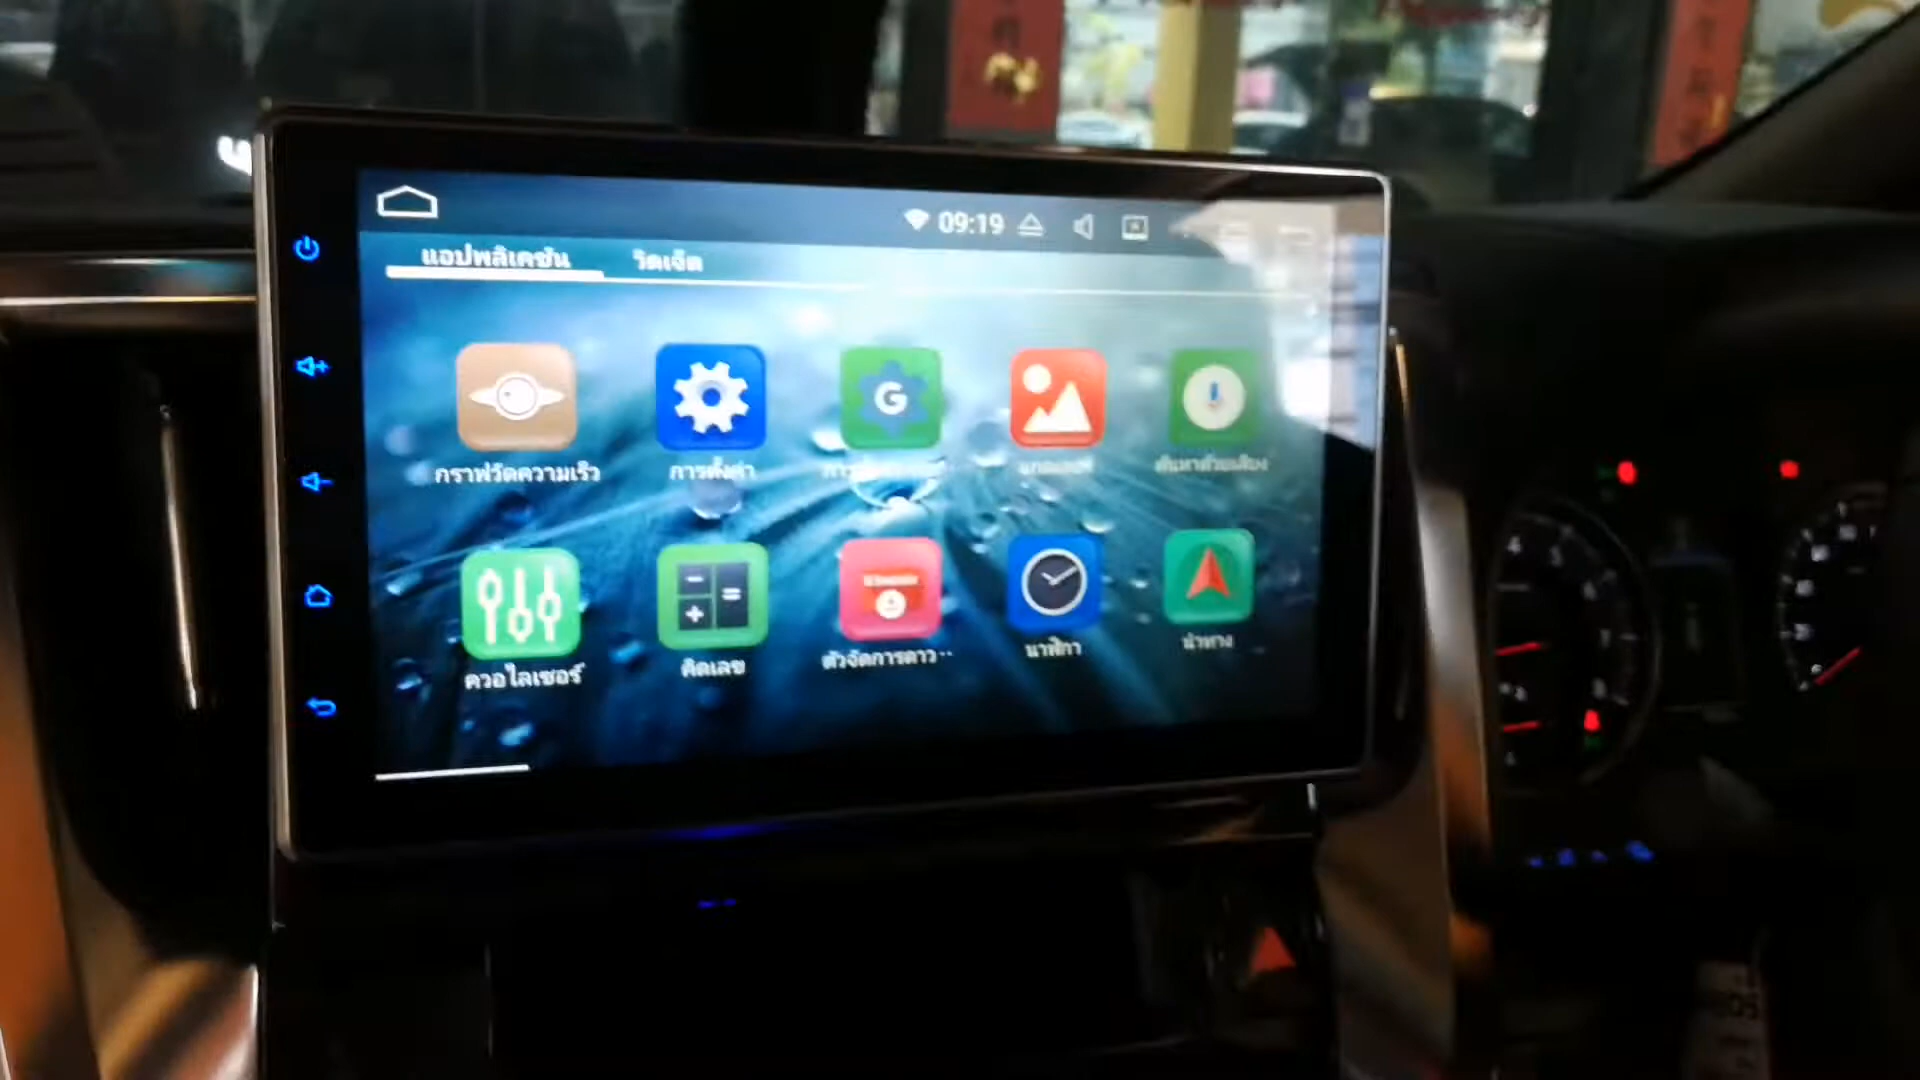 09:19
แอปพลิเคชัน วิดเจ็ต
กราฟวัดความเร็ว การตั้งค่า G ค้นหาด้วยเสียง
ควอไลเซอร์ คิดเลข ตัวจัดการดาว·· นาฬิกา นำทาง